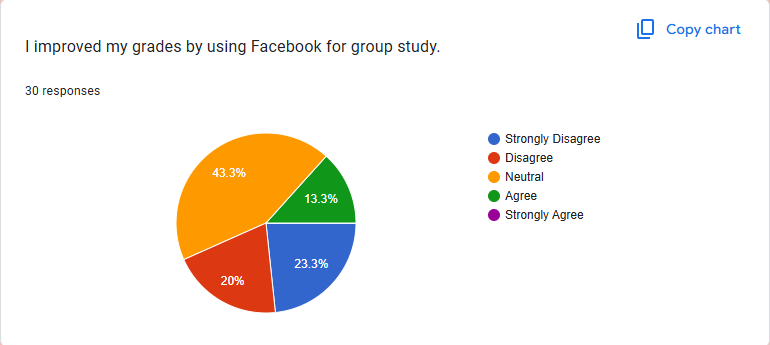 Copy chart
I improved my grades by using Facebook for group study.
30 responses
43.3%
13.3%
23.3%
20%
Strongly Disagree
Disagree
Neutral
Agree
Strongly Agree